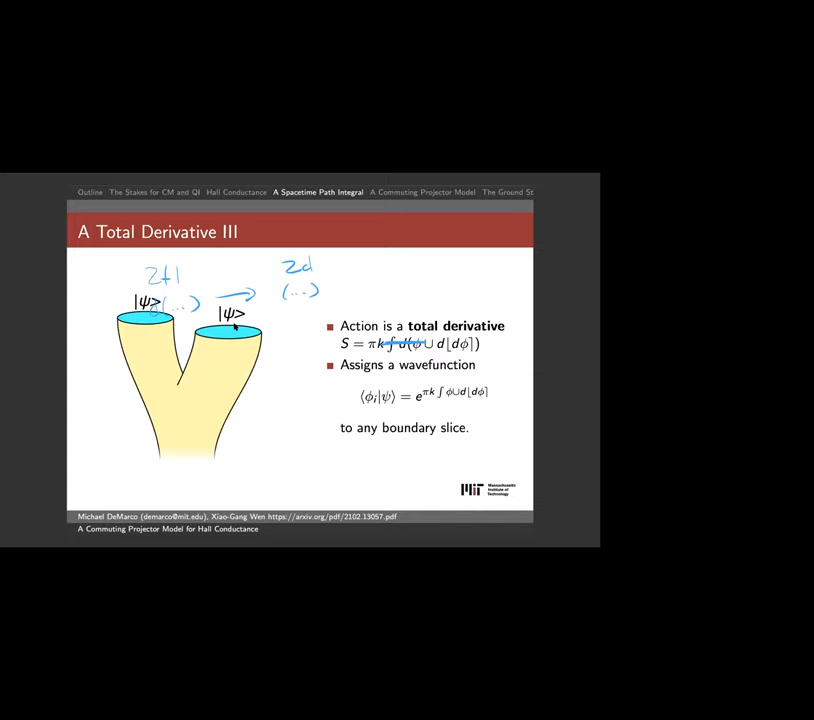 Outline The Stakes for CM and QI Hall Conductance A Spacetime Path Integral A Commuting Projector Model The Ground St
A Total Derivative III
2+1
2d
|ψ>
∂(...) → (...)
|ψ>
Action is a total derivative
S = πk∫d(ϕ∪d⌊dϕ⌉)
Assigns a wavefunction
⟨ϕᵢ|ψ⟩ = e^{πk ∫ ϕ∪d⌊dϕ⌉}
to any boundary slice.
MIT Massachusetts Institute of Technology
Michael DeMarco (demarco@mit.edu), Xiao-Gang Wen https://arxiv.org/pdf/2102.13057.pdf
A Commuting Projector Model for Hall Conductance